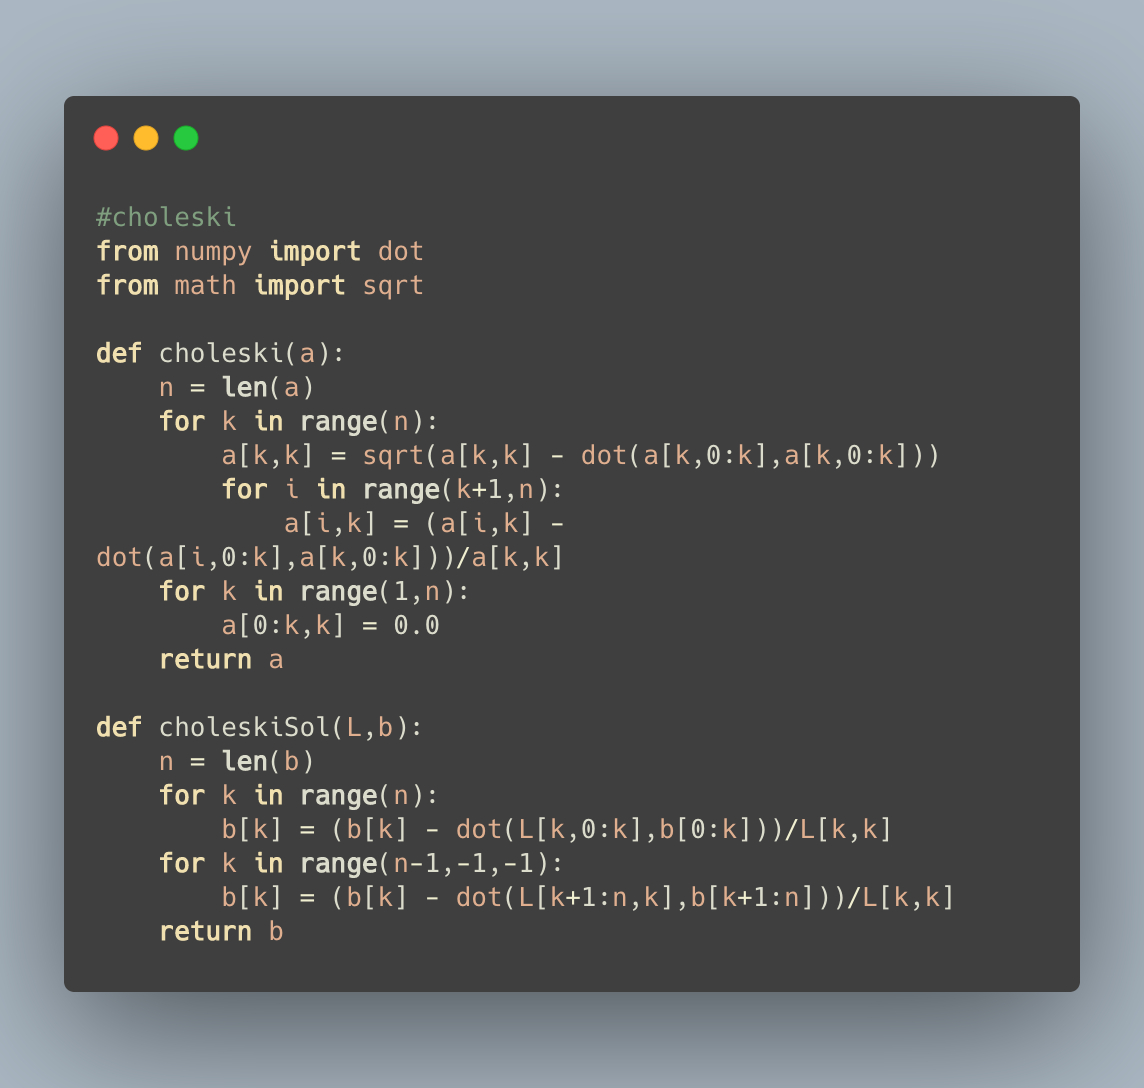 #choleski
from numpy import dot
from math import sqrt

def choleski(a):
    n = len(a)
    for k in range(n):
        a[k,k] = sqrt(a[k,k] - dot(a[k,0:k],a[k,0:k]))
        for i in range(k+1,n):
            a[i,k] = (a[i,k] -
dot(a[i,0:k],a[k,0:k]))/a[k,k]
    for k in range(1,n):
        a[0:k,k] = 0.0
    return a

def choleskiSol(L,b):
    n = len(b)
    for k in range(n):
        b[k] = (b[k] - dot(L[k,0:k],b[0:k]))/L[k,k]
    for k in range(n-1,-1,-1):
        b[k] = (b[k] - dot(L[k+1:n,k],b[k+1:n]))/L[k,k]
    return b